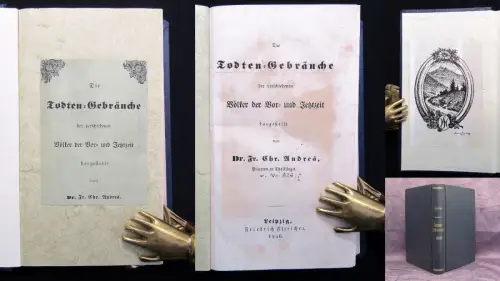 Die
Todten-Gebräuche
der verschiedenen
Völker der Vor- und Jetztzeit
dargestellt
von
Dr. Fr. Chr. Andreä.
Die
Todten-Gebräuche
der verschiedenen
Völker der Vor- und Jetztzeit
dargestellt
von
Dr. Fr. Chr. Andreä,
Leipzig,
Friedrich
1846.